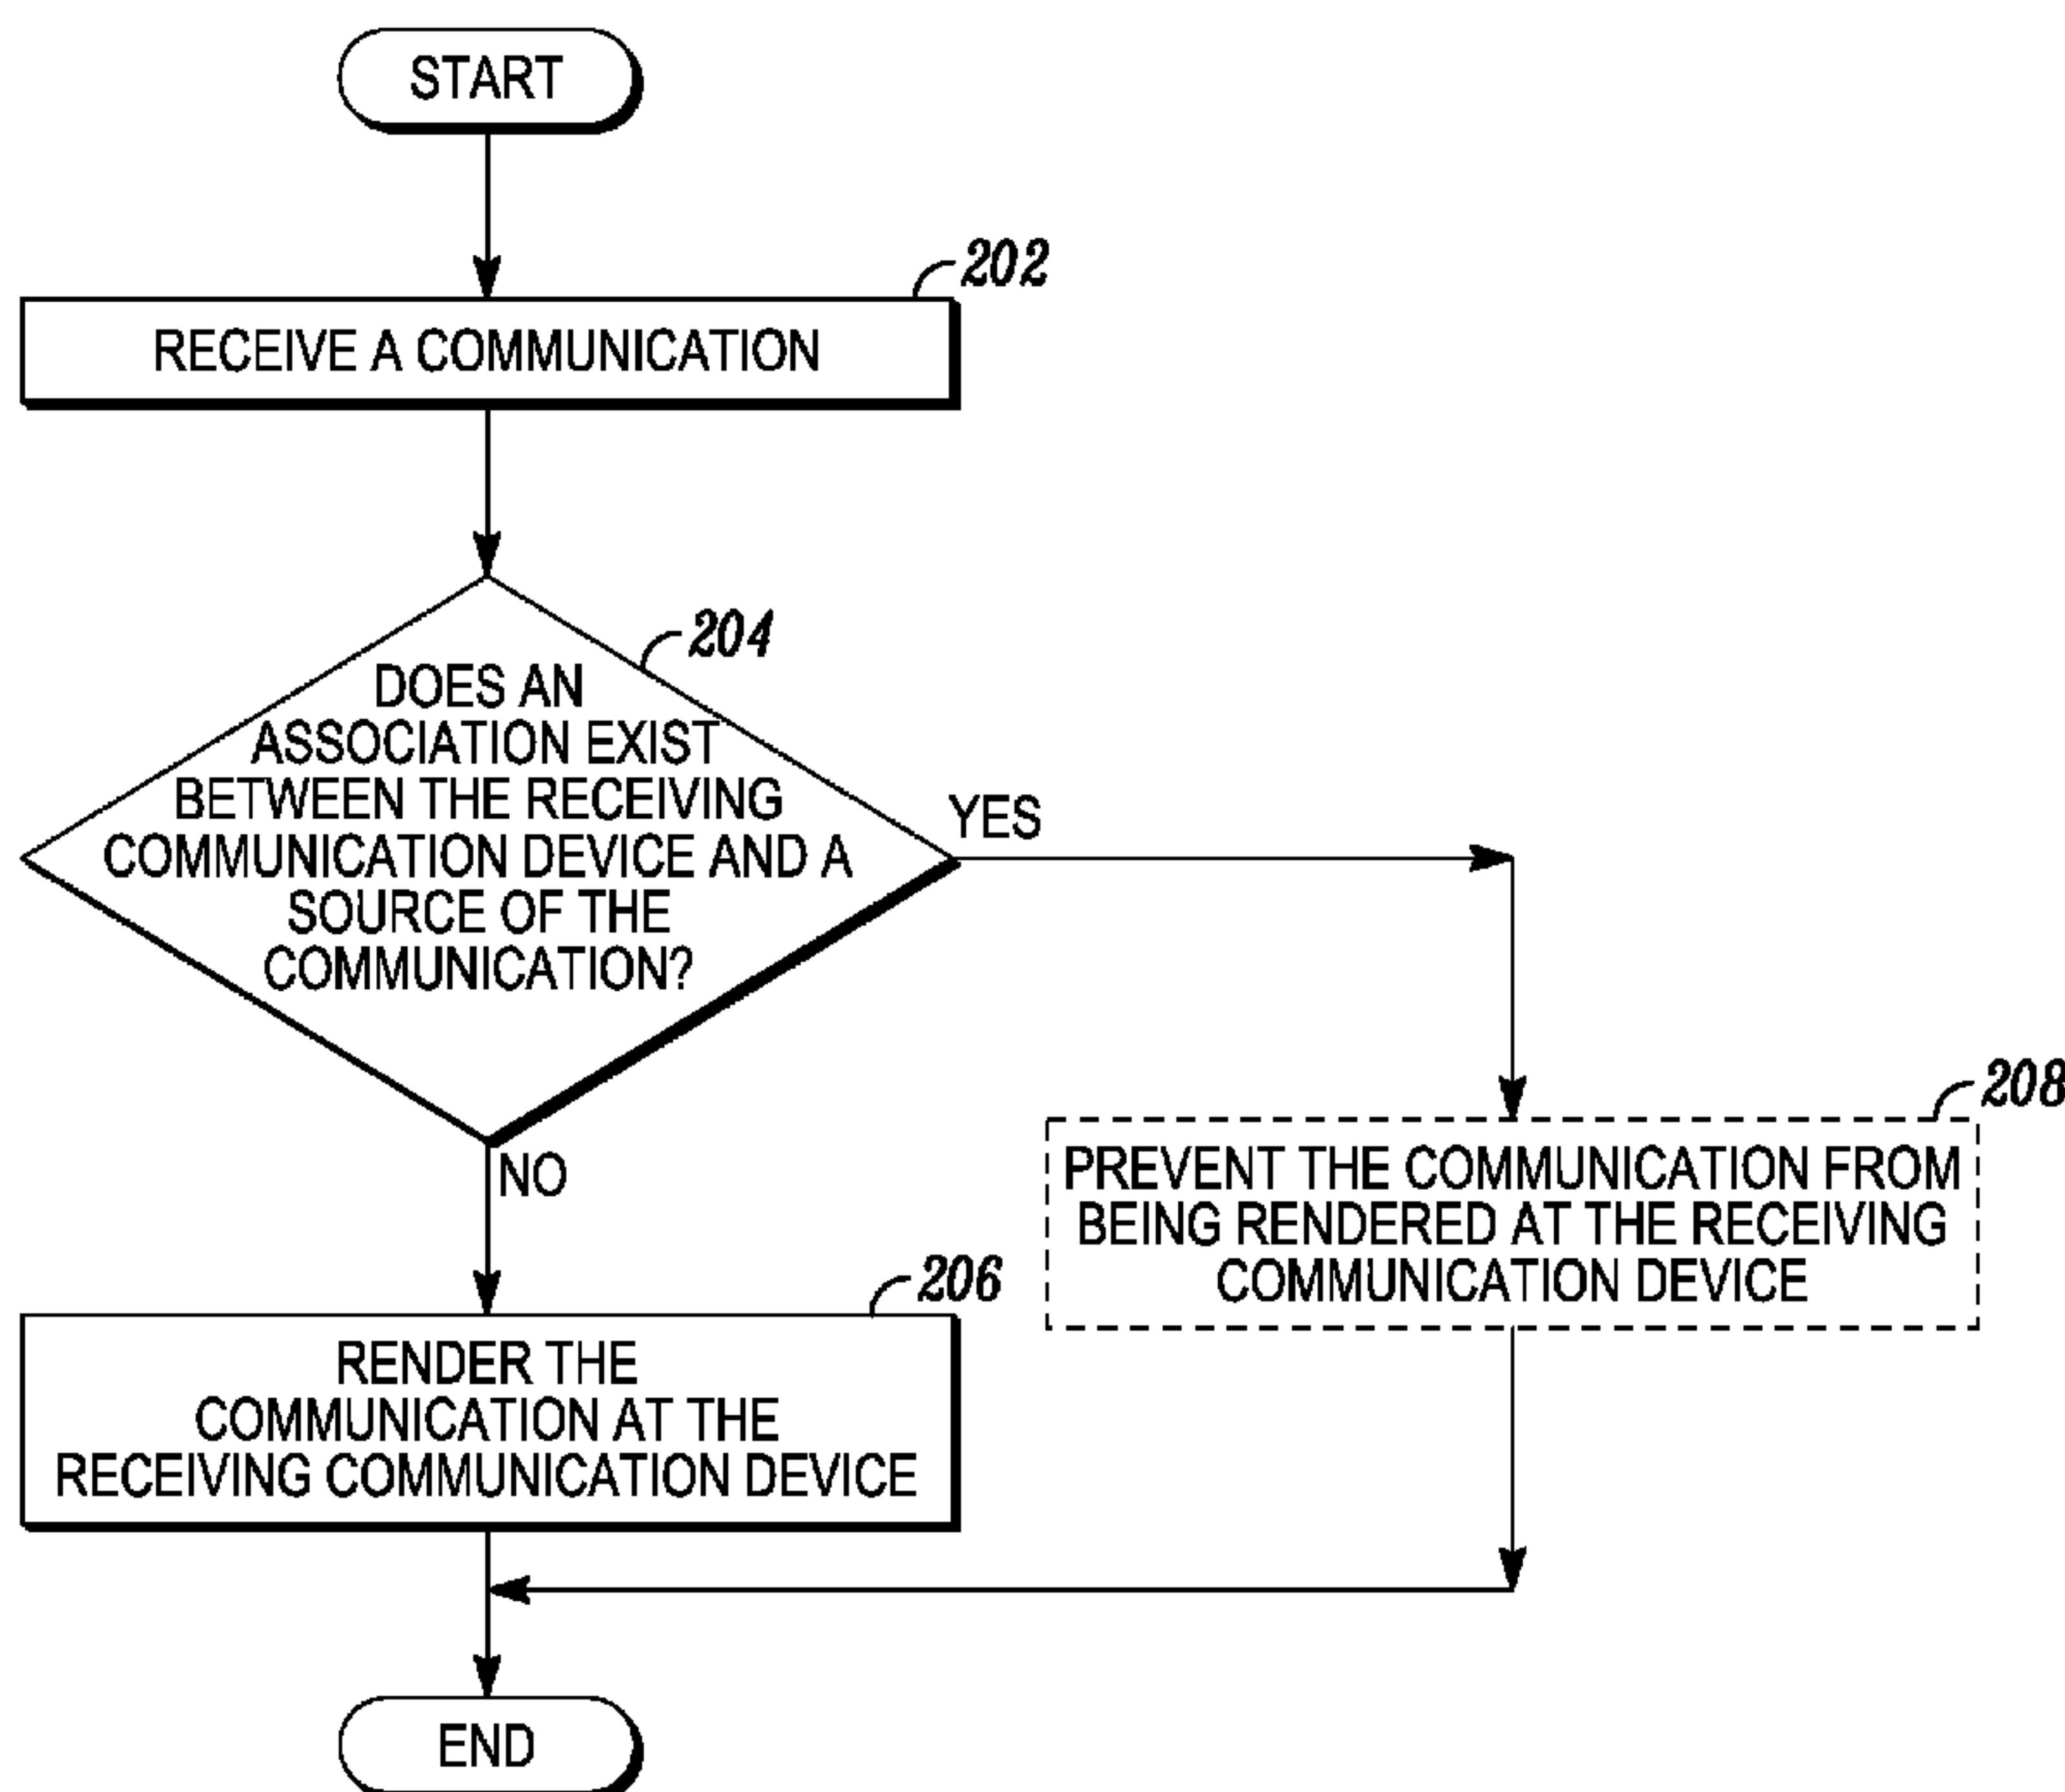 START
202
RECEIVE A COMMUNICATION
204
DOES AN
ASSOCIATION EXIST
BETWEEN THE RECEIVING
COMMUNICATION DEVICE AND A
SOURCE OF THE
COMMUNICATION?
YES
NO
208
PREVENT THE COMMUNICATION FROM
BEING RENDERED AT THE RECEIVING
COMMUNICATION DEVICE
206
RENDER THE
COMMUNICATION AT THE
RECEIVING COMMUNICATION DEVICE
END